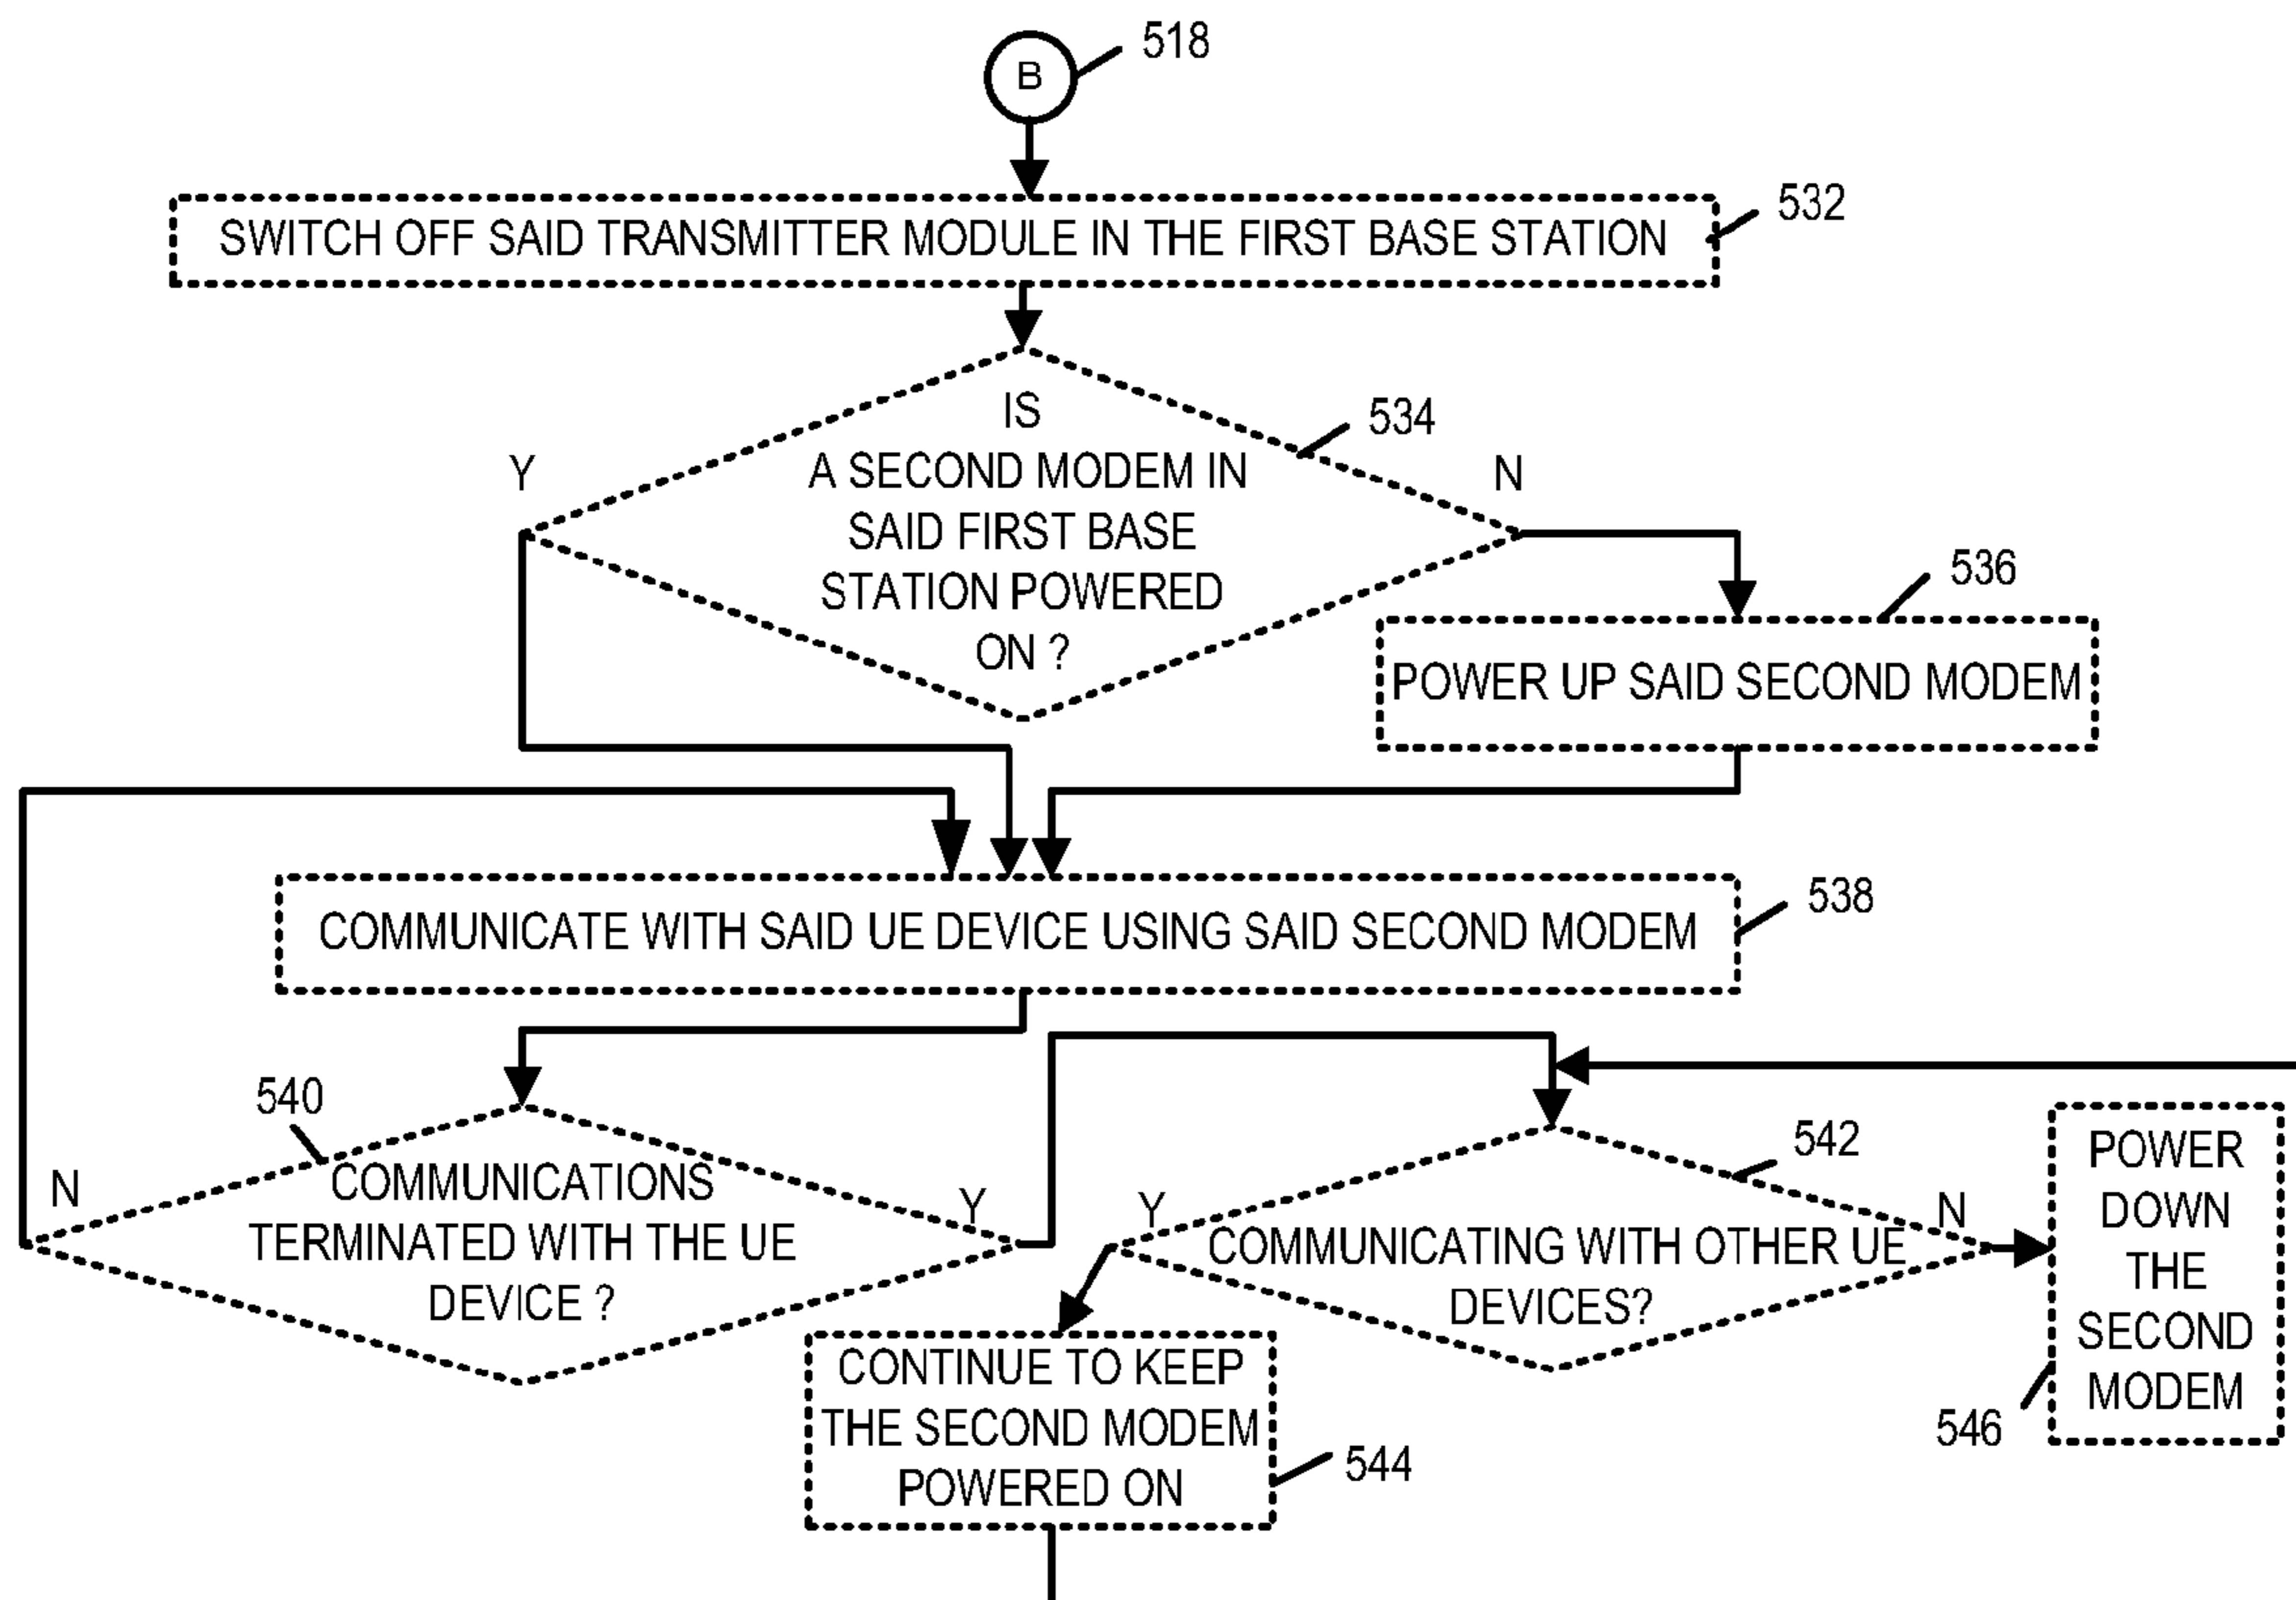 B
518
SWITCH OFF SAID TRANSMITTER MODULE IN THE FIRST BASE STATION
532
IS
A SECOND MODEM IN
SAID FIRST BASE
STATION POWERED
ON ?
534
Y
N
536
POWER UP SAID SECOND MODEM
COMMUNICATE WITH SAID UE DEVICE USING SAID SECOND MODEM
538
540
COMMUNICATIONS
TERMINATED WITH THE UE
DEVICE ?
N
Y
542
COMMUNICATING WITH OTHER UE
DEVICES?
Y
N
POWER
DOWN
THE
SECOND
MODEM
546
CONTINUE TO KEEP
THE SECOND MODEM
POWERED ON
544